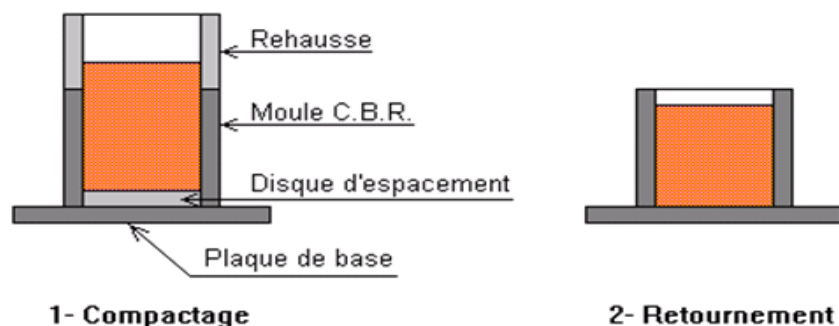 Rehausse
Moule C.B.R.
Disque d'espacement
Plaque de base
1- Compactage
2- Retournement